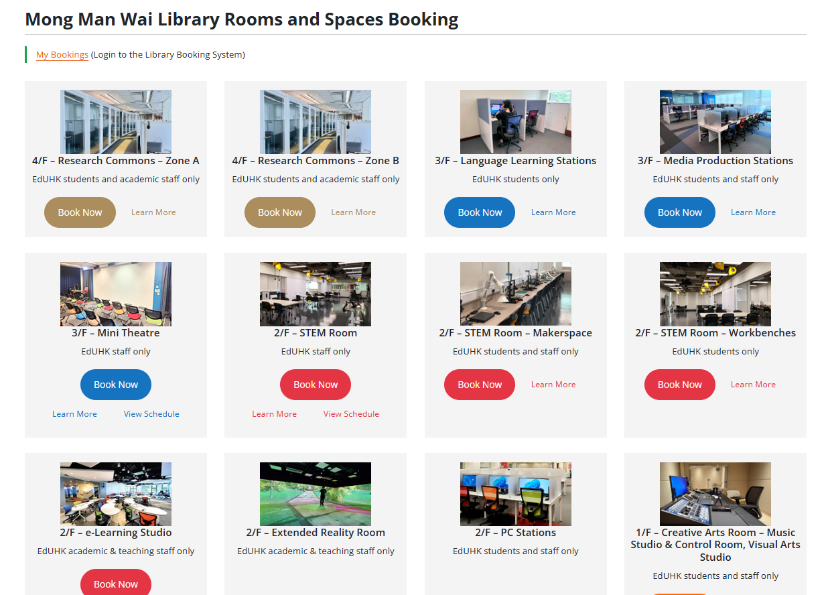 Mong Man Wai Library Rooms and Spaces Booking
My Bookings (Login to the Library Booking System)
4/F – Research Commons – Zone A
EdUHK students and academic staff only
Book Now
Learn More
4/F – Research Commons – Zone B
EdUHK students and academic staff only
Book Now
Learn More
3/F – Language Learning Stations
EdUHK students only
Book Now
Learn More
3/F – Media Production Stations
EdUHK students and staff only
Book Now
Learn More
3/F – Mini Theatre
EdUHK staff only
Book Now
Learn More
View Schedule
2/F – STEM Room
EdUHK staff only
Book Now
Learn More
View Schedule
2/F – STEM Room – Makerspace
EdUHK students and staff only
Book Now
Learn More
2/F – STEM Room – Workbenches
EdUHK students only
Book Now
Learn More
2/F – e-Learning Studio
EdUHK academic & teaching staff only
Book Now
2/F – Extended Reality Room
EdUHK academic & teaching staff only
2/F – PC Stations
EdUHK students and staff only
1/F – Creative Arts Room – Music
Studio & Control Room, Visual Arts
Studio
EdUHK students and staff only